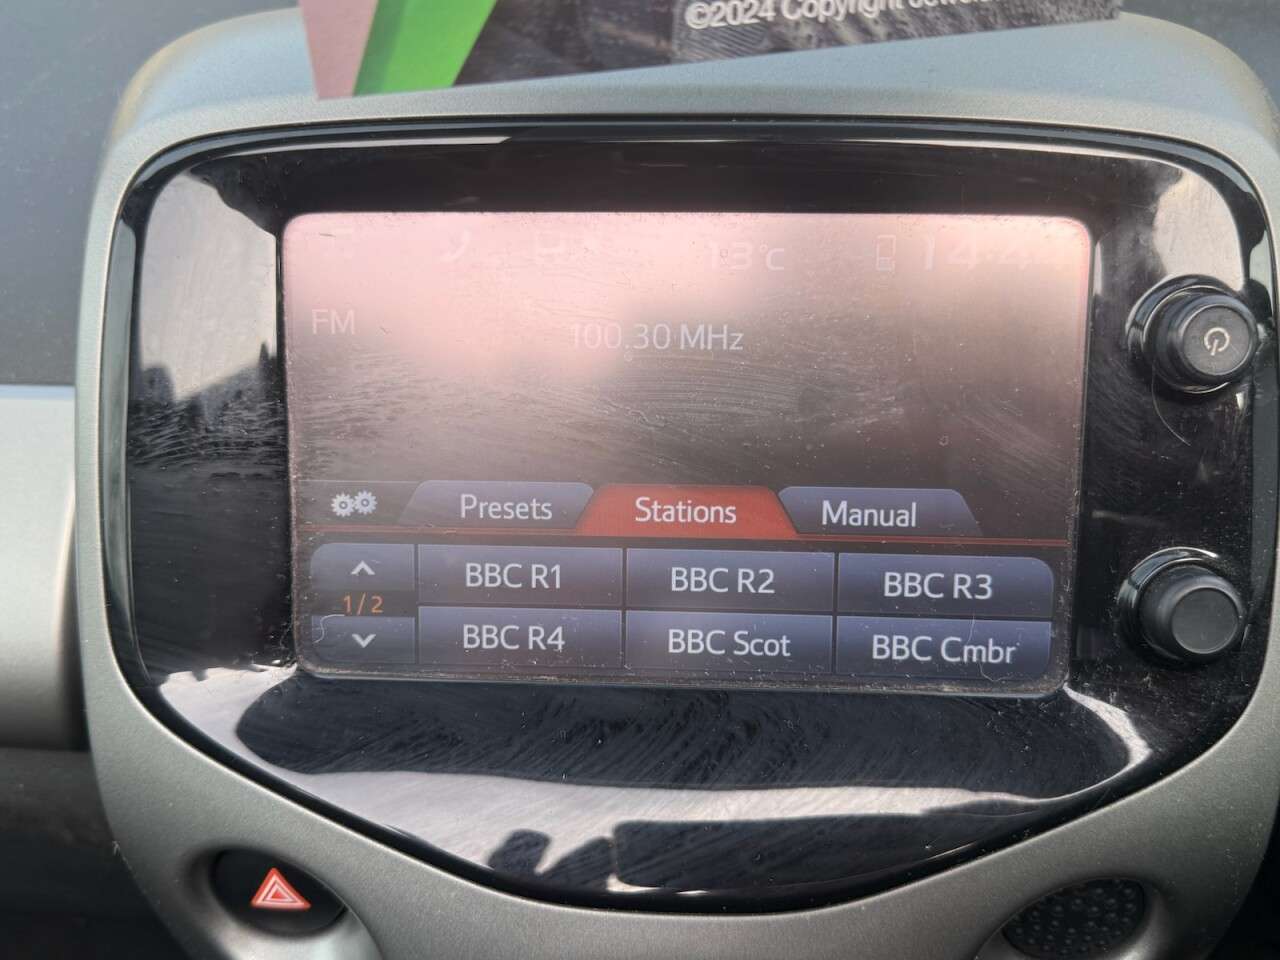 ©2024 Copyright
13°c
FM
100.30 MHz
Presets
Stations
Manual
BBC R1
BBC R2
BBC R3
1/2
BBC R4
BBC Scot
BBC Cmbr